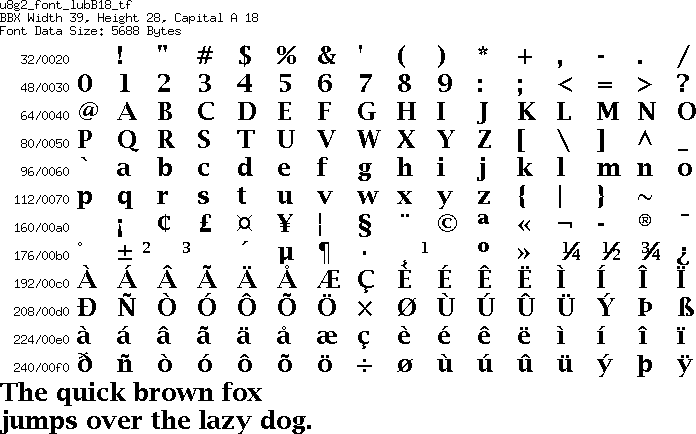 u8g2_font_lubB18_tf
BBX Width 39, Height 28, Capital A 18
Font Data Size: 5688 Bytes
32/0020 ! " # $ % & ' ( ) * + , - . /
48/0030 0 1 2 3 4 5 6 7 8 9 : ; < = > ?
64/0040 @ A B C D E F G H I J K L M N O
80/0050 P Q R S T U V W X Y Z [ \ ] ^ _
96/0060 ` a b c d e f g h i j k l m n o
112/0070 p q r s t u v w x y z { | } ~
160/00a0 ¡ ¢ £ ¤ ¥ ¦ § ¨ © ª « ¬ - ® ¯
176/00b0 ° ± ² ³ ´ µ ¶ · ¸ ¹ º » ¼ ½ ¾ ¿
192/00c0 À Á Â Ã Ä Å Æ Ç È É Ê Ë Ì Í Î Ï
208/00d0 Ð Ñ Ò Ó Ô Õ Ö × Ø Ù Ú Û Ü Ý Þ ß
224/00e0 à á â ã ä å æ ç è é ê ë ì í î ï
240/00f0 ð ñ ò ó ô õ ö ÷ ø ù ú û ü ý þ ÿ
The quick brown fox
jumps over the lazy dog.